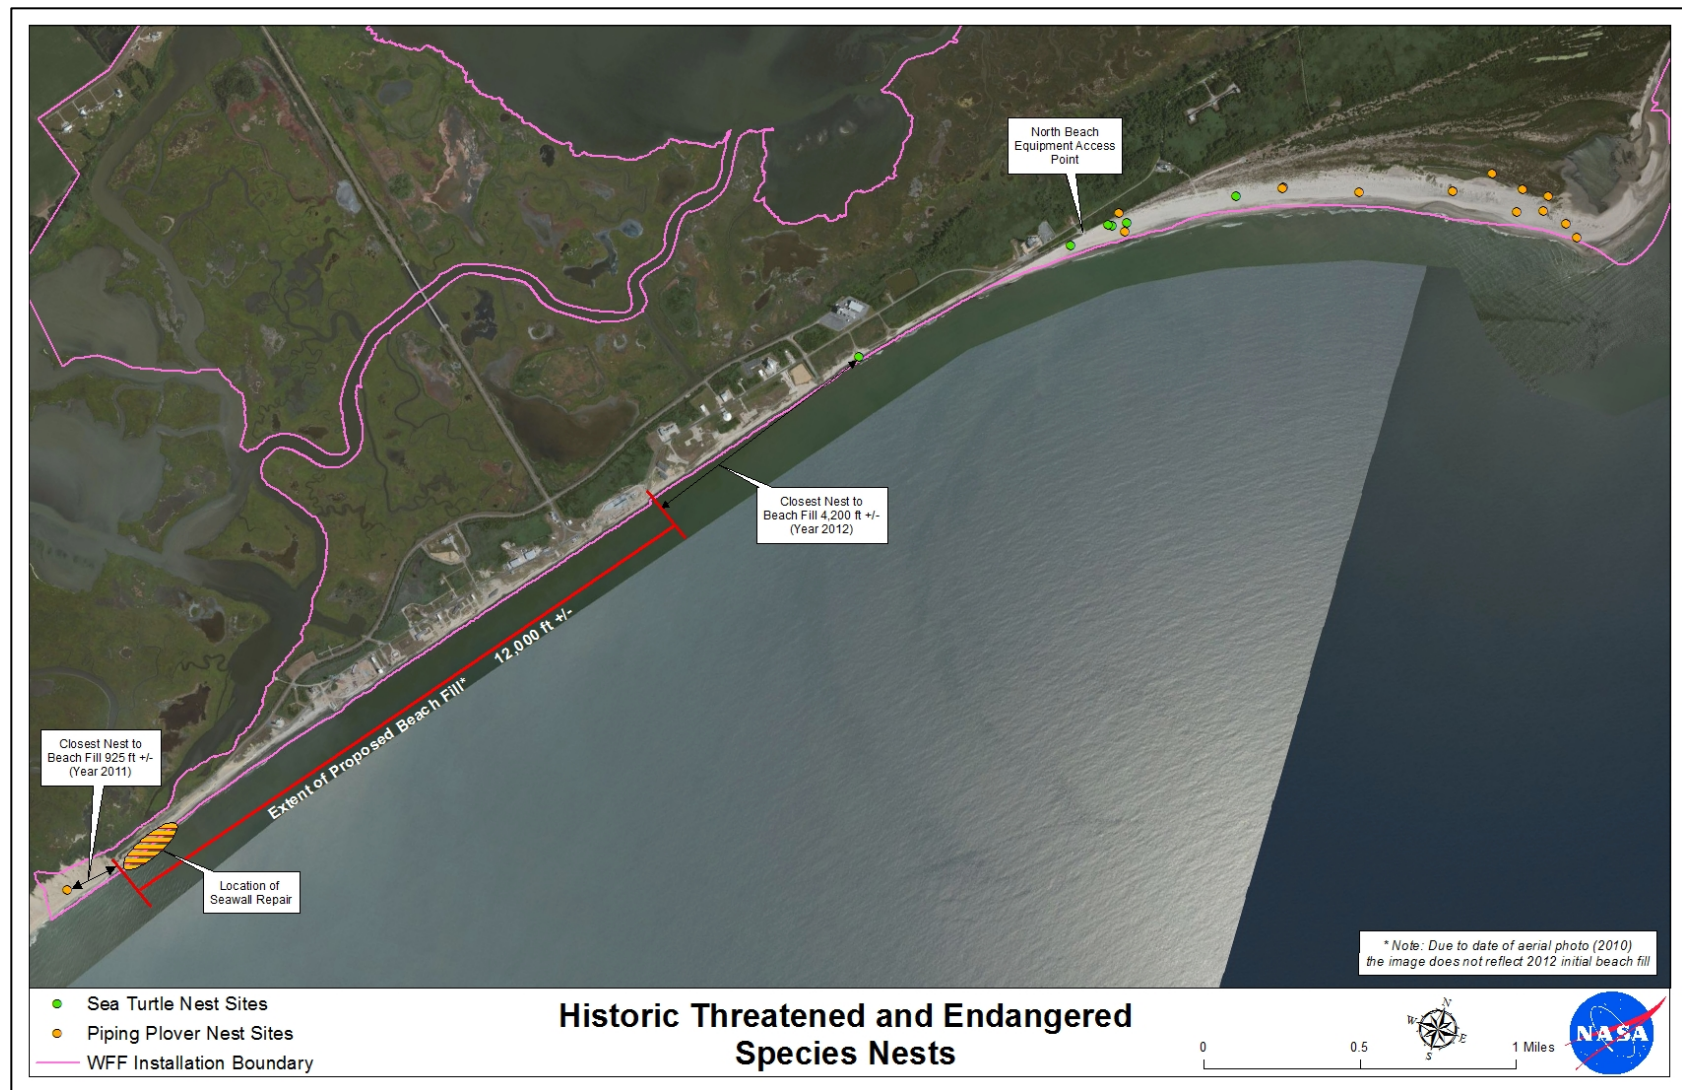 North Beach
Equipment Access
Point
Closest Nest to
Beach Fill 4,200 ft +/-
(Year 2012)
12,000 ft +/-
Extent of Proposed Beach Fill*
Closest Nest to
Beach Fill 925 ft +/-
(Year 2011)
Location of
Seawall Repair
* Note: Due to date of aerial photo (2010)
the image does not reflect 2012 initial beach fill
Sea Turtle Nest Sites
Piping Plover Nest Sites
WFF Installation Boundary
Historic Threatened and Endangered
Species Nests
N
W
E
S
0 0.5 1 Miles
NASA